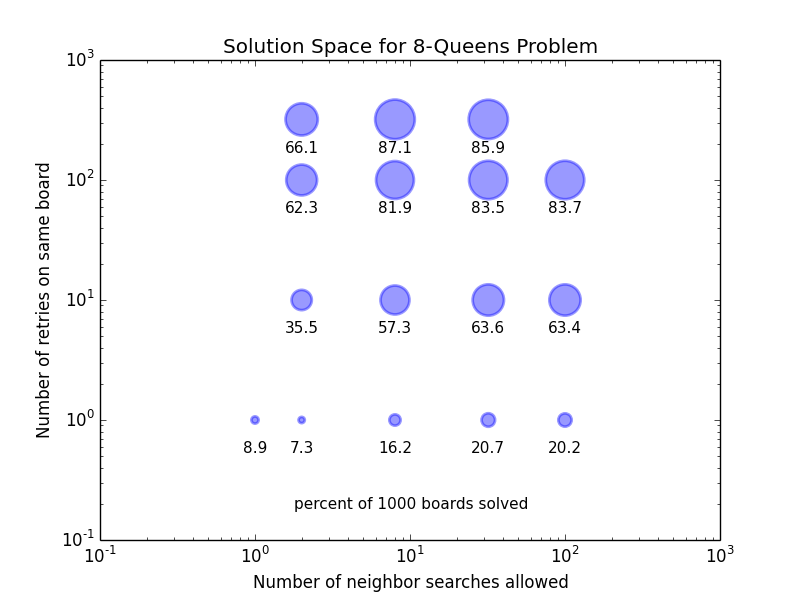 Solution Space for 8-Queens Problem
10^3
66.1 87.1 85.9
10^2
62.3 81.9 83.5 83.7
10^1
35.5 57.3 63.6 63.4
10^0
8.9 7.3 16.2 20.7 20.2
percent of 1000 boards solved
10^-1
Number of retries on same board
10^-1 10^0 10^1 10^2 10^3
Number of neighbor searches allowed